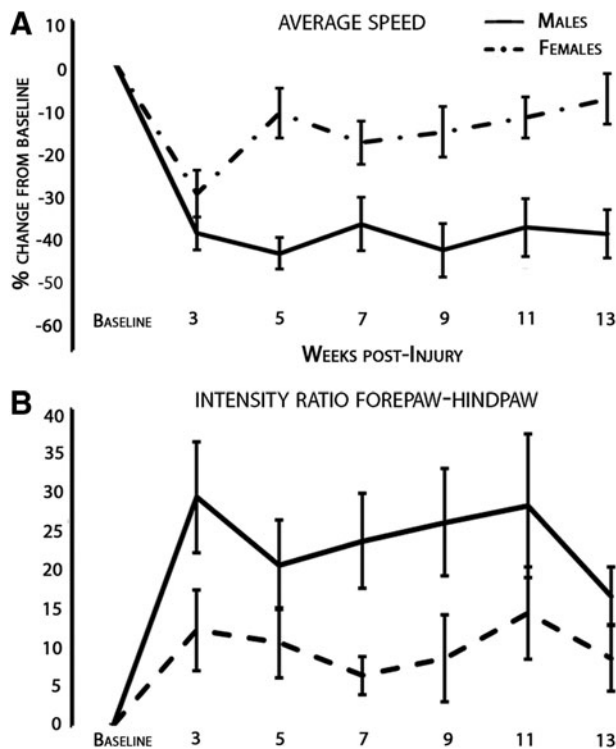 A
AVERAGE SPEED
MALES
FEMALES
10
0
-10
-20
-30
-40
-50
-60
% CHANGE FROM BASELINE
BASELINE 3 5 7 9 11 13
WEEKS POST-INJURY
B
INTENSITY RATIO FOREPAW-HINDPAW
40
35
30
25
20
15
10
5
0
BASELINE 3 5 7 9 11 13